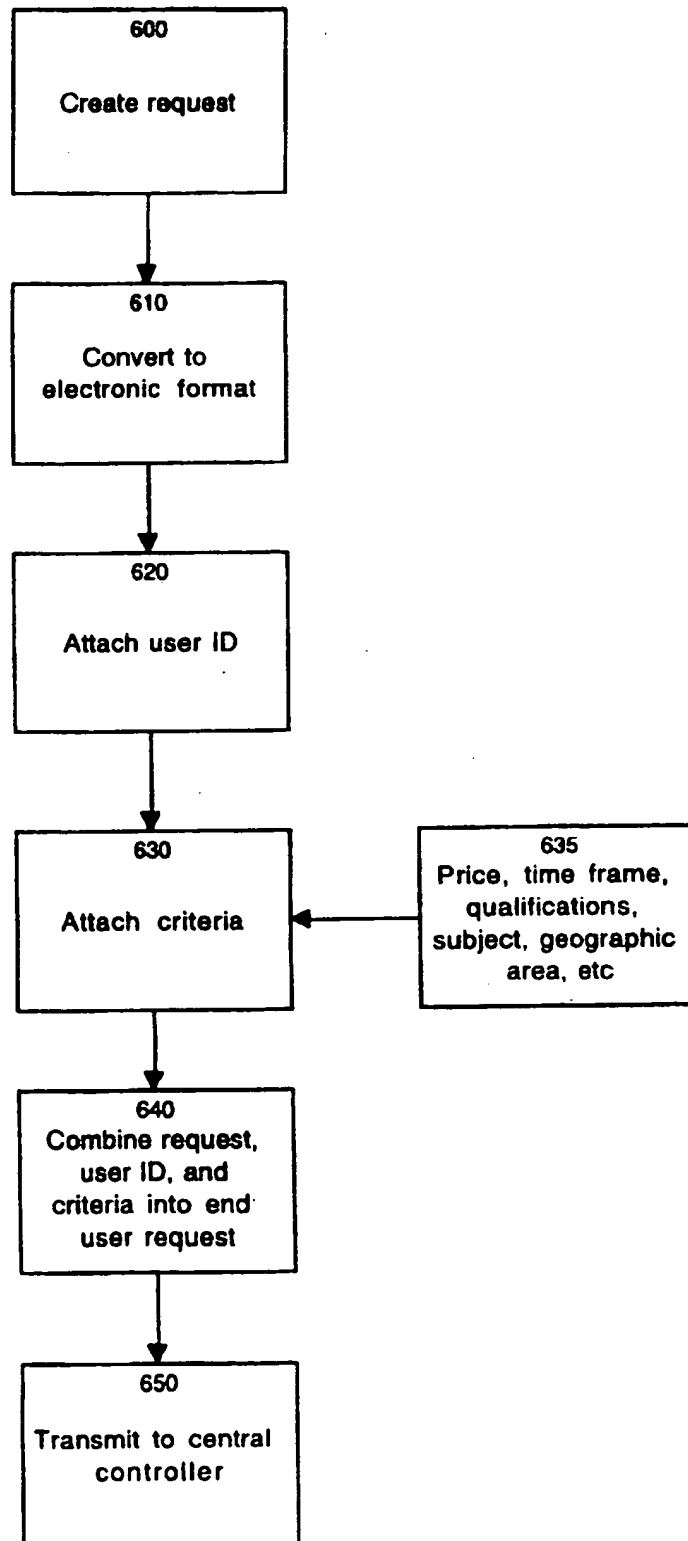 600
Create request
610
Convert to
electronic format
620
Attach user ID
630
Attach criteria
635
Price, time frame,
qualifications,
subject, geographic
area, etc
640
Combine request,
user ID, and
criteria into end
user request
650
Transmit to central
controller